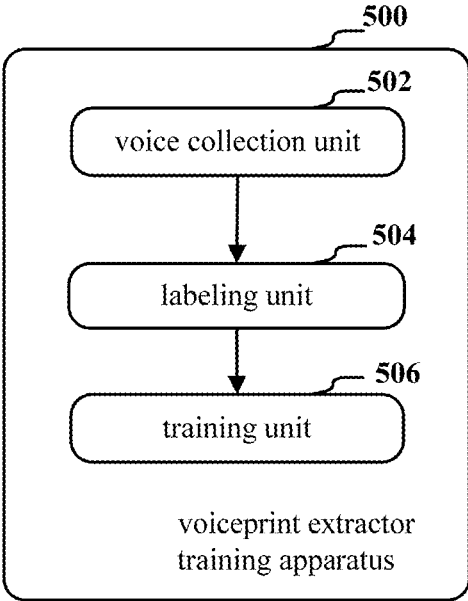 500
502
voice collection unit
504
labeling unit
506
training unit
voiceprint extractor
training apparatus